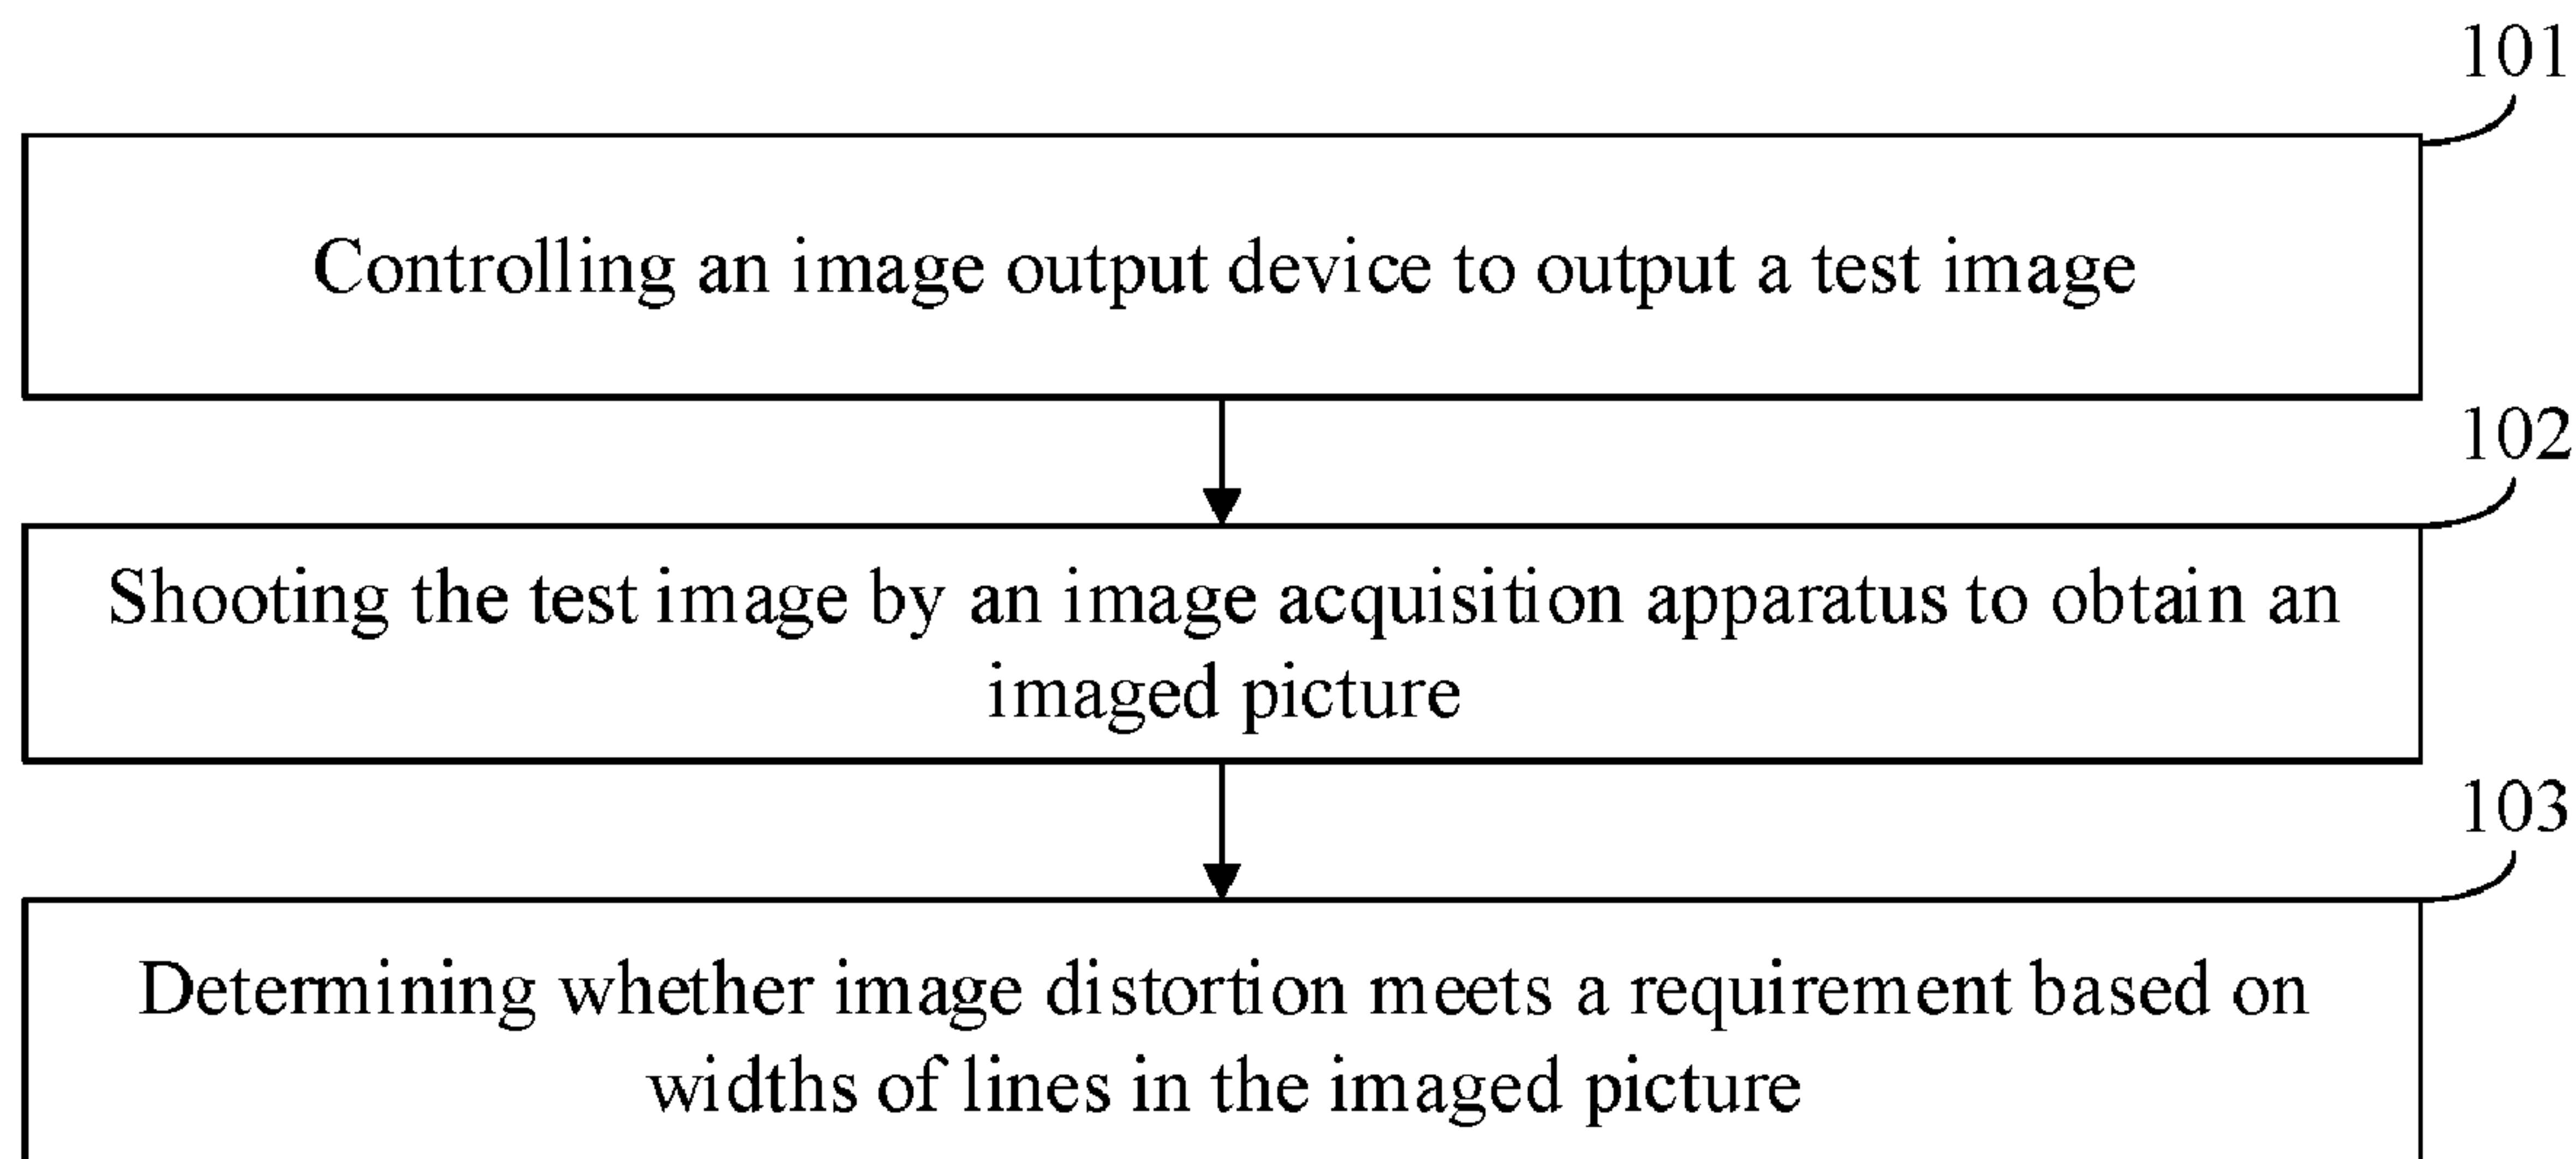 101
Controlling an image output device to output a test image
102
Shooting the test image by an image acquisition apparatus to obtain an
imaged picture
103
Determining whether image distortion meets a requirement based on
widths of lines in the imaged picture